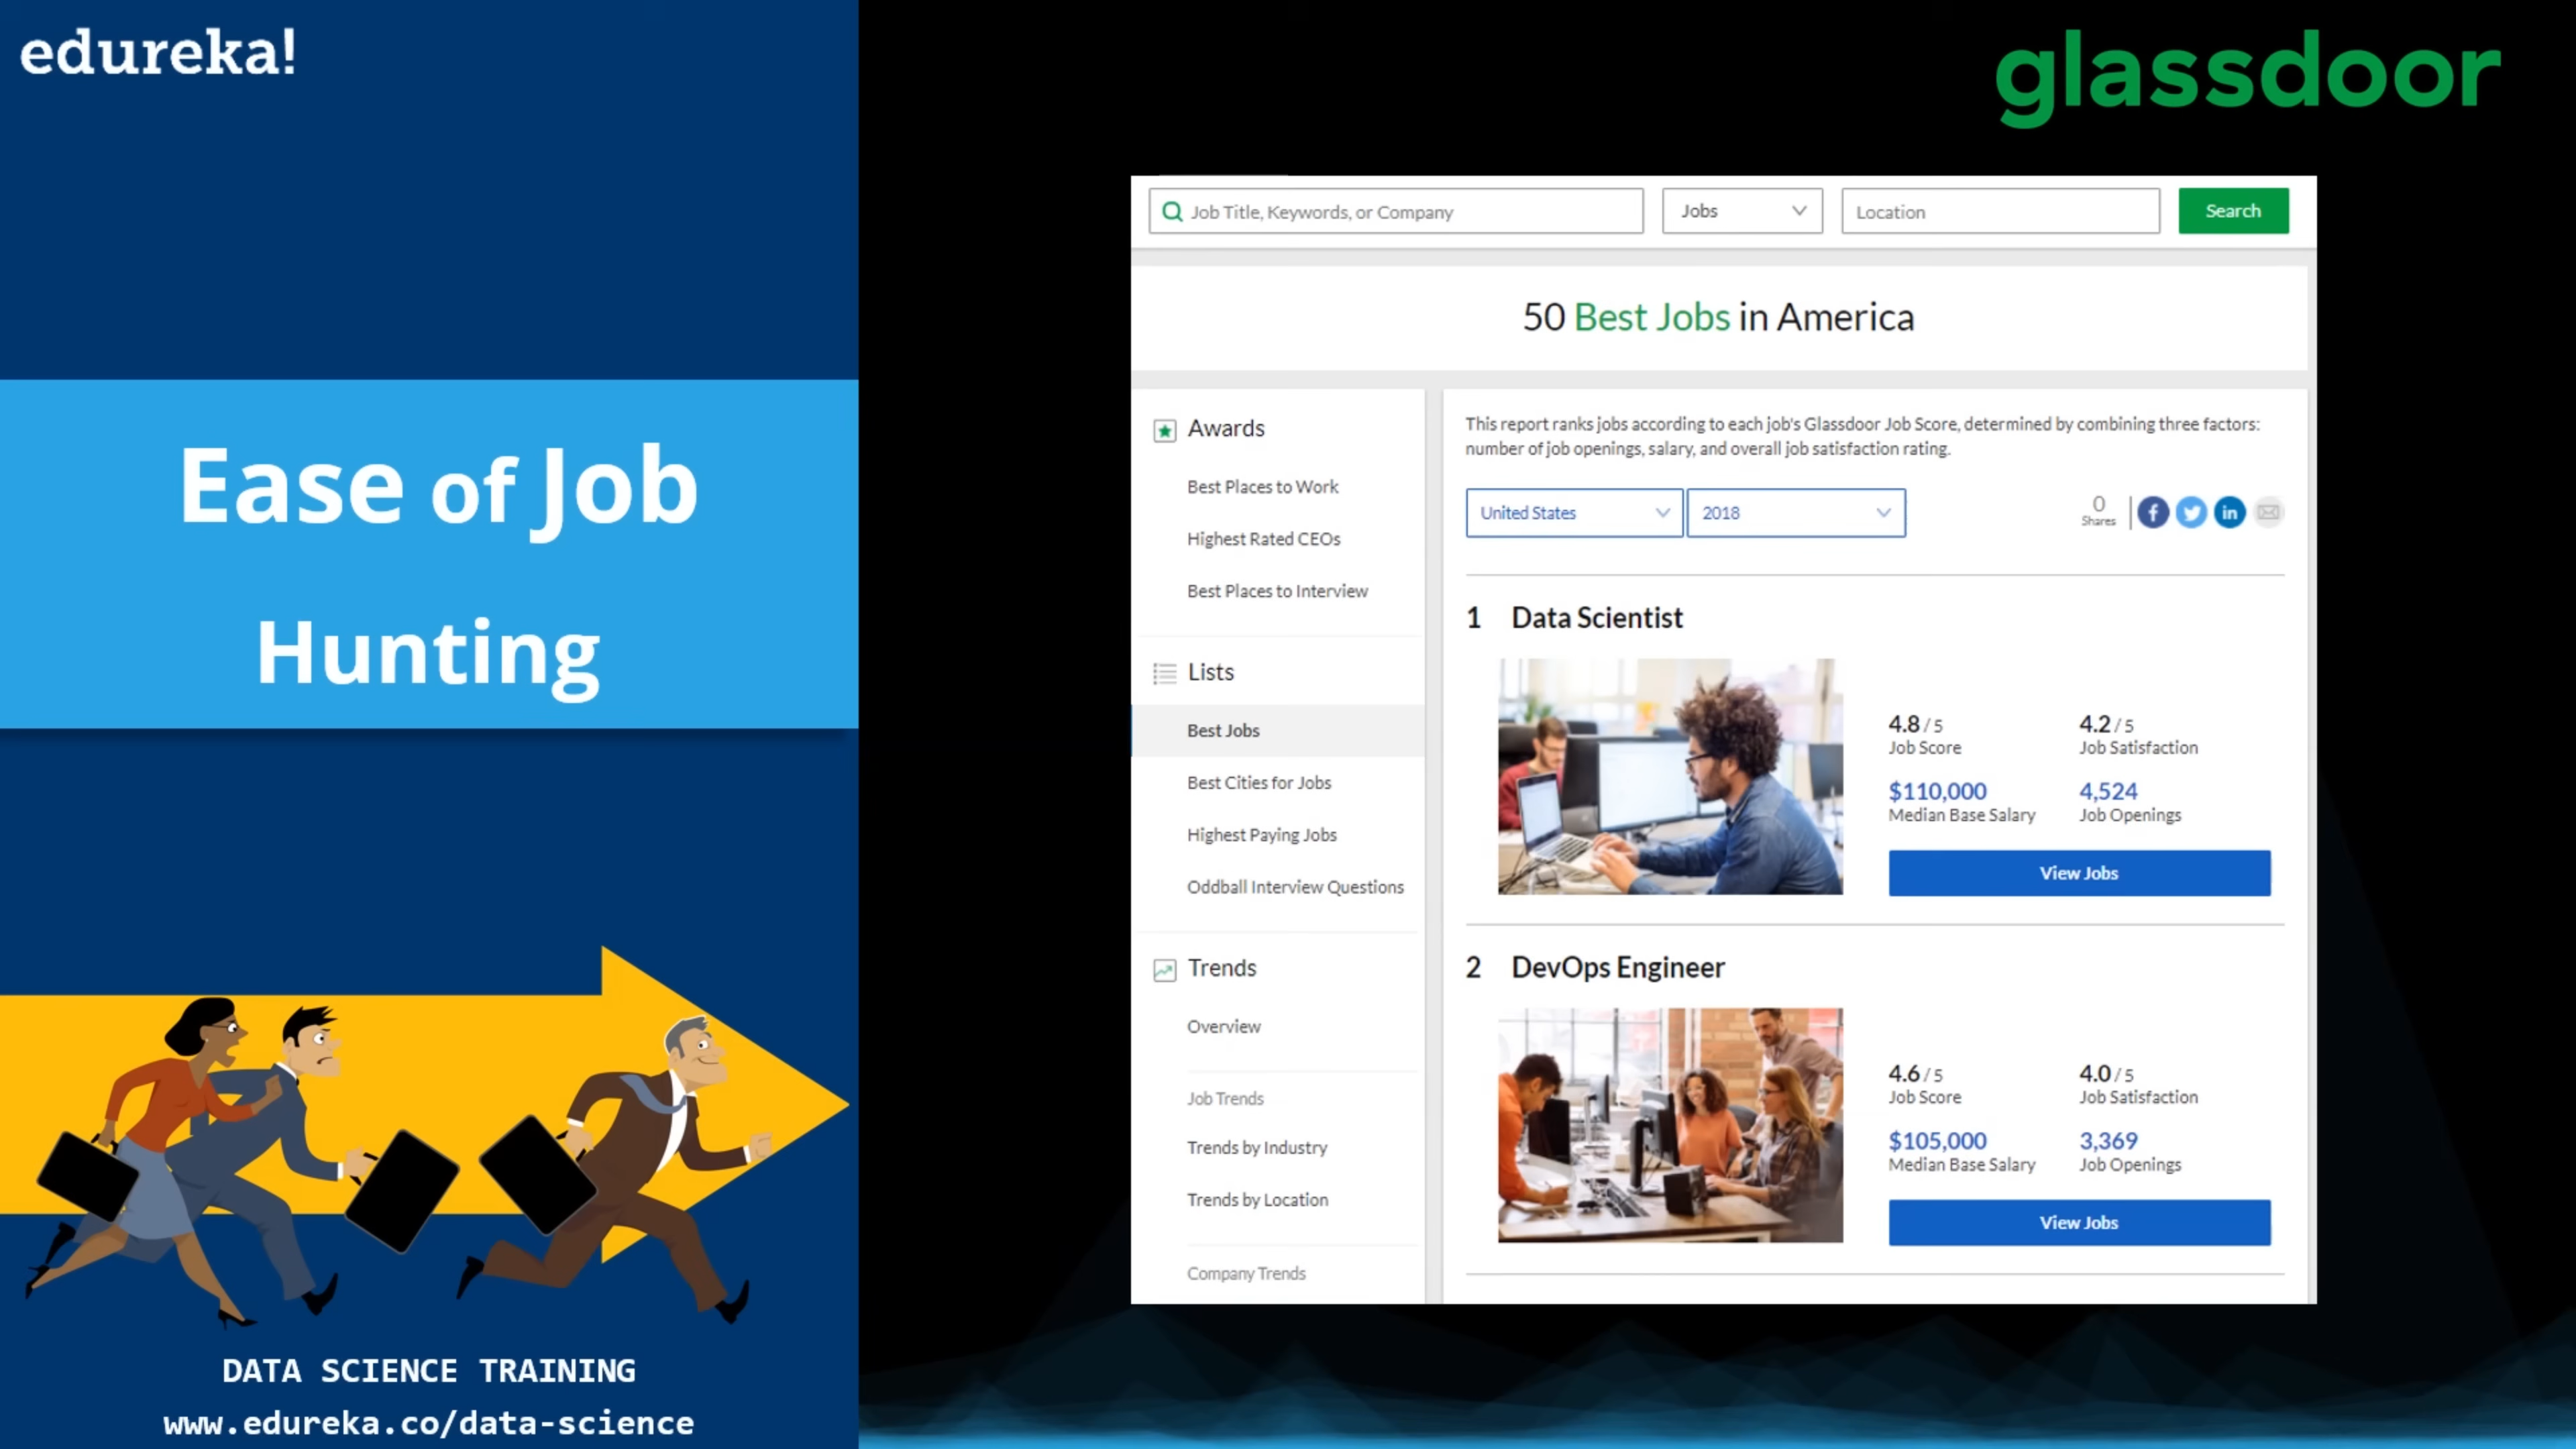 edureka!
Ease of Job
Hunting
DATA SCIENCE TRAINING
www.edureka.co/data-science
glassdoor
Job Title, Keywords, or Company
Jobs
Location
Search
50 Best Jobs in America
Awards
Best Places to Work
Highest Rated CEOs
Best Places to Interview
Lists
Best Jobs
Best Cities for Jobs
Highest Paying Jobs
Oddball Interview Questions
Trends
Overview
Job Trends
Trends by Industry
Trends by Location
Company Trends
This report ranks jobs according to each job's Glassdoor Job Score, determined by combining three factors:
number of job openings, salary, and overall job satisfaction rating.
United States
2018
0
Shares
1 Data Scientist
4.8 / 5
Job Score
4.2 / 5
Job Satisfaction
$110,000
Median Base Salary
4,524
Job Openings
View Jobs
2 DevOps Engineer
4.6 / 5
Job Score
4.0 / 5
Job Satisfaction
$105,000
Median Base Salary
3,369
Job Openings
View Jobs